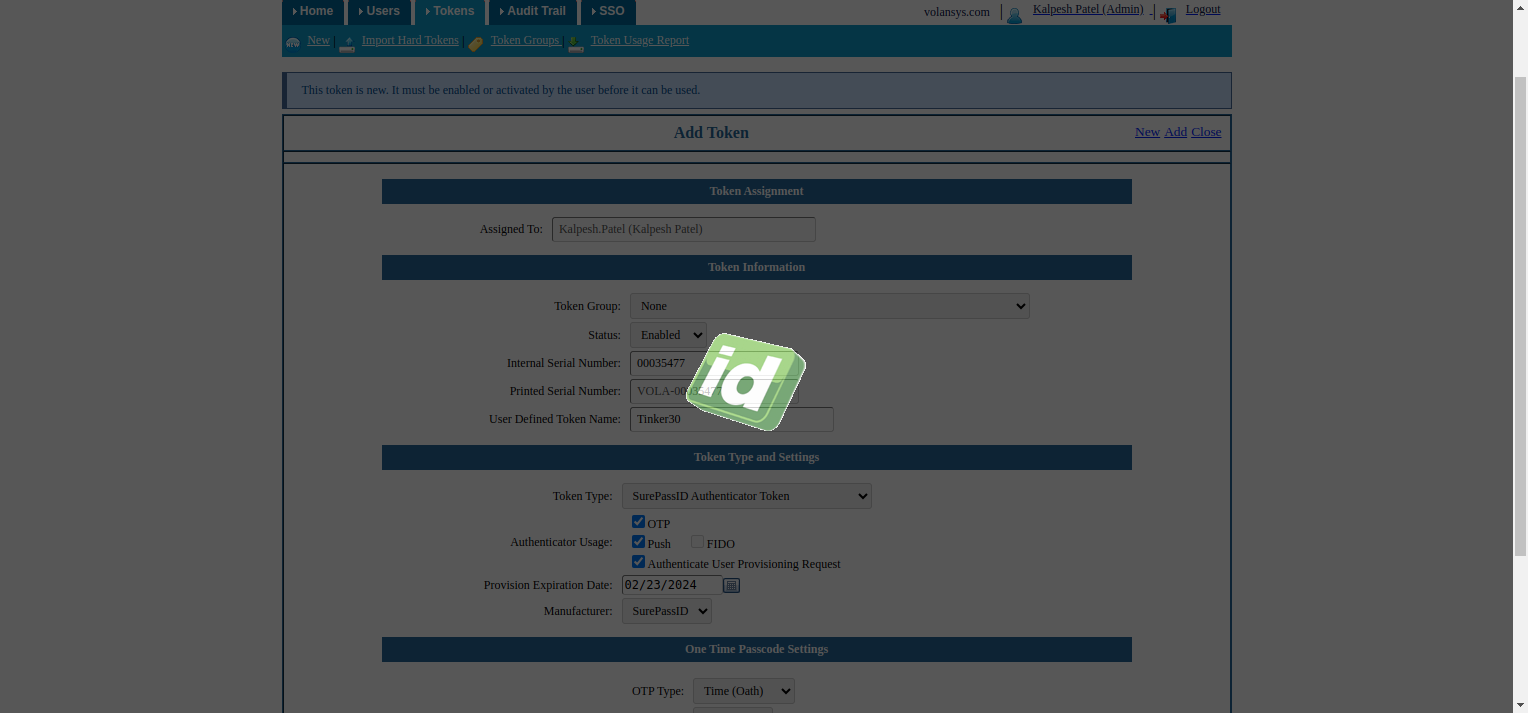 Home Users Tokens Audit Trail SSO volansys.com | Kalpesh Patel (Admin) | Logout
New | Import Hard Tokens | Token Groups | Token Usage Report
This token is new. It must be enabled or activated by the user before it can be used.
Add Token New Add Close
Token Assignment
Assigned To: Kalpesh.Patel (Kalpesh Patel)
Token Information
Token Group: None
Status: Enabled
Internal Serial Number: 00035477
Printed Serial Number: VOLA-00035477
User Defined Token Name: Tinker30
id
Token Type and Settings
Token Type: SurePassID Authenticator Token
OTP
Authenticator Usage: Push FIDO
Authenticate User Provisioning Request
Provision Expiration Date: 02/23/2024
Manufacturer: SurePassID
One Time Passcode Settings
OTP Type: Time (Oath)